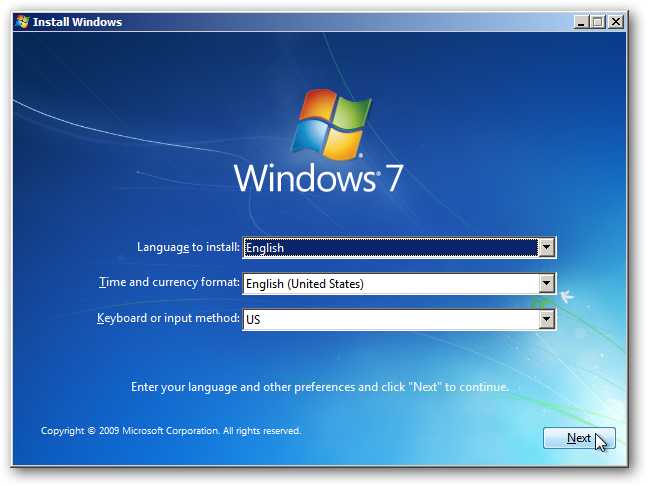 Install Windows
Windows® 7
Language to install: English
Time and currency format: English (United States)
Keyboard or input method: US
Enter your language and other preferences and click "Next" to continue.
Copyright © 2009 Microsoft Corporation. All rights reserved.
Next